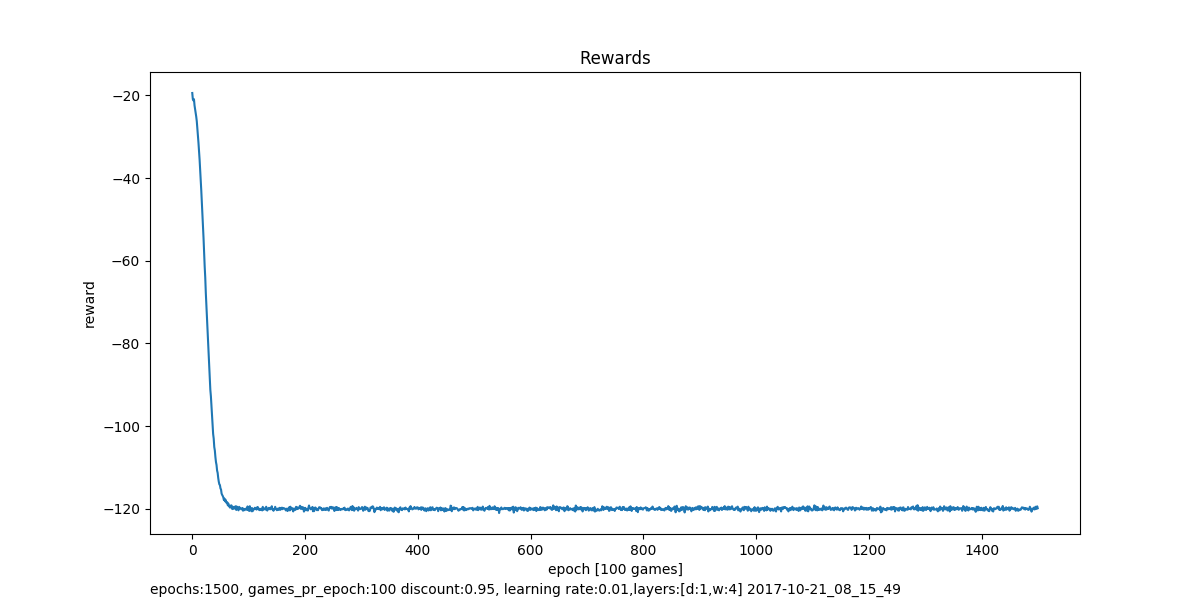 Rewards
−20
−40
−60
−80
−100
−120
reward
0 200 400 600 800 1000 1200 1400
epoch [100 games]
epochs:1500, games_pr_epoch:100 discount:0.95, learning rate:0.01,layers:[d:1,w:4] 2017-10-21_08_15_49